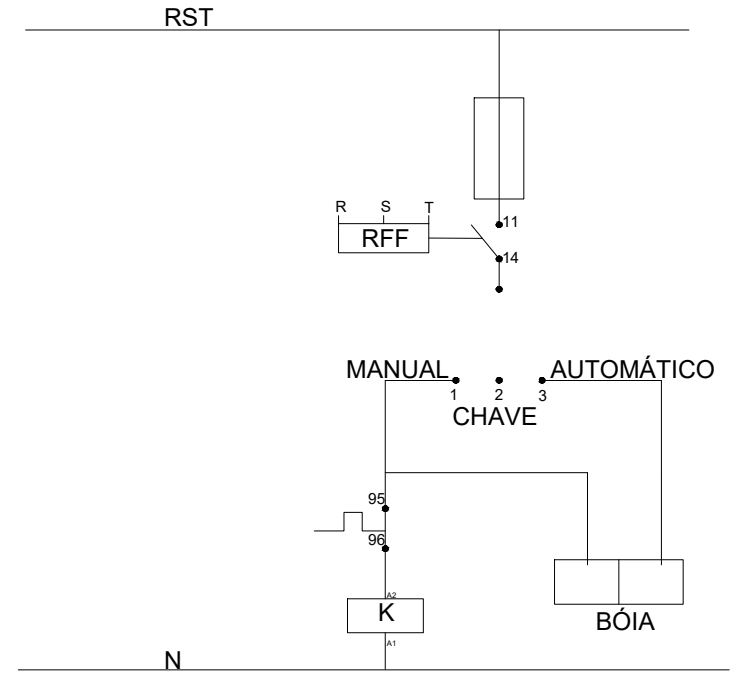 RST
R S T
RFF
11
14
MANUAL
AUTOMÁTICO
1 2 3
CHAVE
95
96
A2
K
A1
BÓIA
N